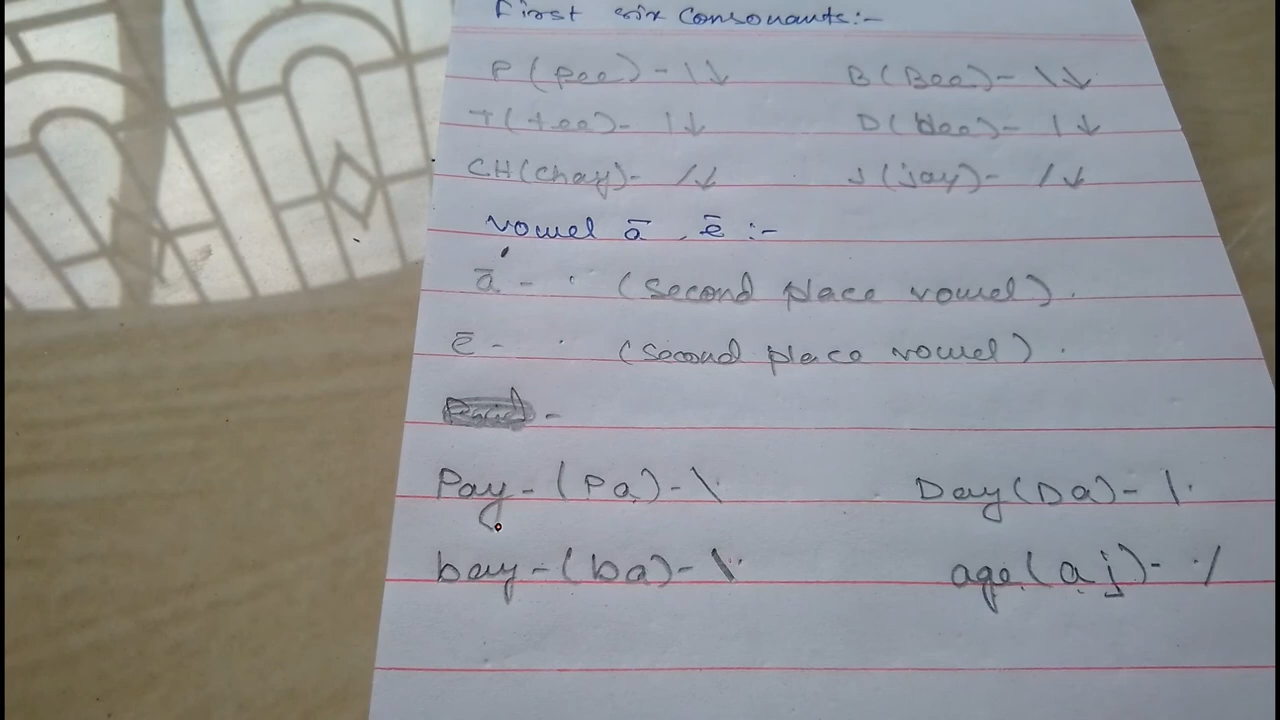 First six Consonants:-
P (pee) - \ ↓ B (Bee) - \ ↓
T (tee) - | ↓ D (dee) - | ↓
CH (chay) - / ↓ J (jay) - / ↓
vowel ā, ē :-
ā - · (Second place vowel).
ē - · (Second place vowel).
Pay - (Pa) - \· Day (Da) - |·
bay - (ba) - \· age (aj) - ·/